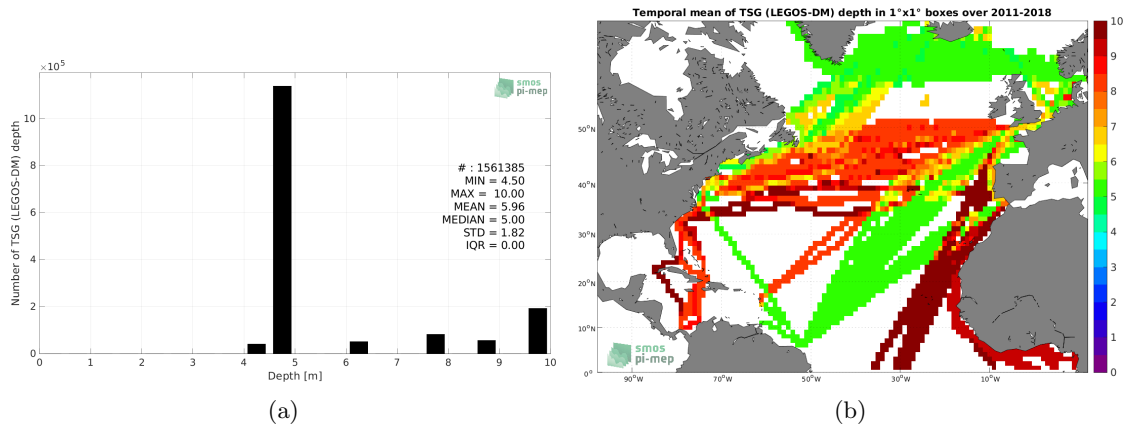 ×10⁵
10
8
6
4
2
0
Number of TSG (LEGOS-DM) depth
smos
pi-mep
# : 1561385
MIN = 4.50
MAX = 10.00
MEAN = 5.96
MEDIAN = 5.00
STD = 1.82
IQR = 0.00
0 1 2 3 4 5 6 7 8 9 10
Depth [m]
(a)
Temporal mean of TSG (LEGOS-DM) depth in 1°x1° boxes over 2011-2018
50°N
40°N
30°N
20°N
10°N
0°
90°W 70°W 50°W 30°W 10°W
smos
pi-mep
10
9
8
7
6
5
4
3
2
1
0
(b)